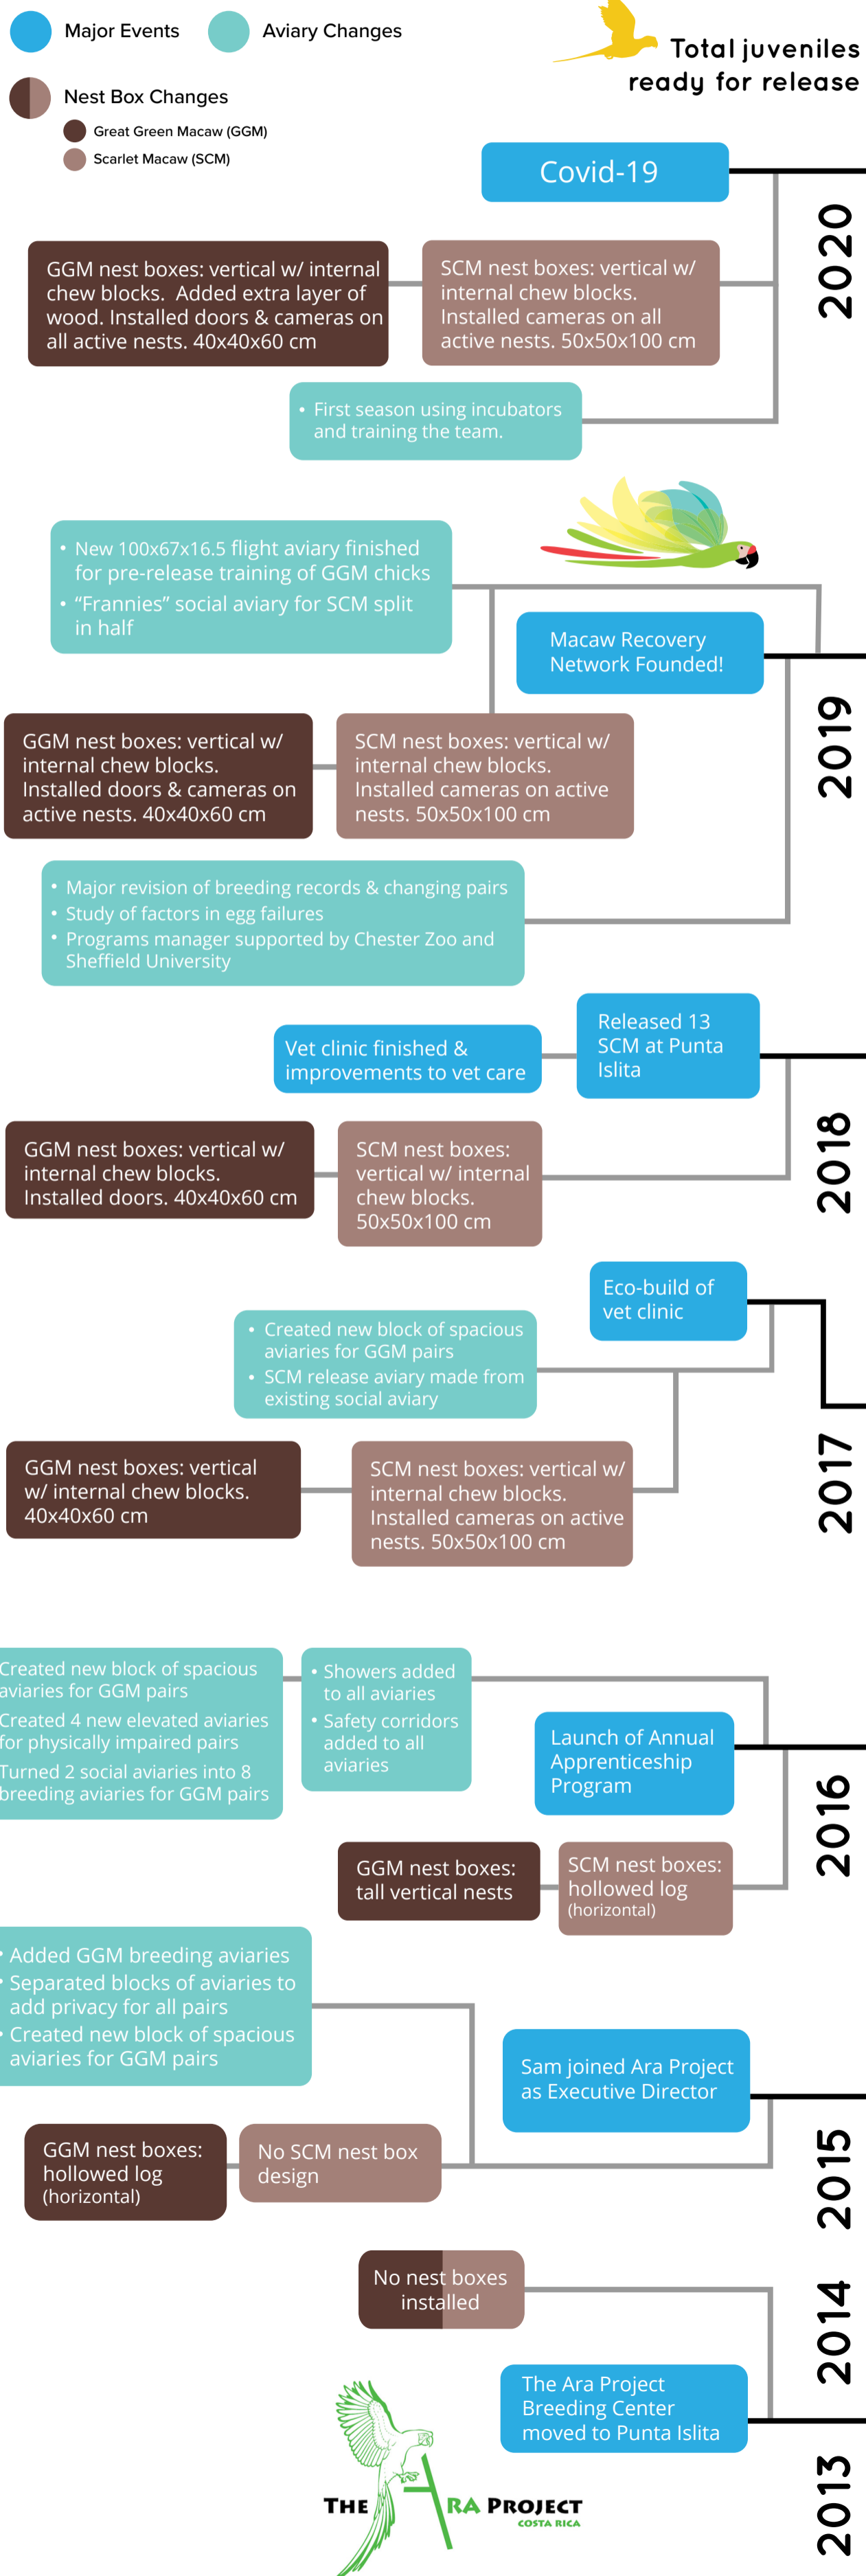 Major Events
Aviary Changes
Total juveniles
ready for release
Nest Box Changes
Great Green Macaw (GGM)
Scarlet Macaw (SCM)
Covid-19
2020
GGM nest boxes: vertical w/ internal
chew blocks. Added extra layer of
wood. Installed doors & cameras on
all active nests. 40x40x60 cm
SCM nest boxes: vertical w/
internal chew blocks.
Installed cameras on all
active nests. 50x50x100 cm
• First season using incubators
and training the team.
• New 100x67x16.5 flight aviary finished
for pre-release training of GGM chicks
• “Frannies” social aviary for SCM split
in half
Macaw Recovery
Network Founded!
2019
GGM nest boxes: vertical w/
internal chew blocks.
Installed doors & cameras on
active nests. 40x40x60 cm
SCM nest boxes: vertical w/
internal chew blocks.
Installed cameras on active
nests. 50x50x100 cm
• Major revision of breeding records & changing pairs
• Study of factors in egg failures
• Programs manager supported by Chester Zoo and
Sheffield University
Released 13
SCM at Punta
Islita
Vet clinic finished &
improvements to vet care
2018
GGM nest boxes: vertical w/
internal chew blocks.
Installed doors. 40x40x60 cm
SCM nest boxes:
vertical w/ internal
chew blocks.
50x50x100 cm
Eco-build of
vet clinic
• Created new block of spacious
aviaries for GGM pairs
• SCM release aviary made from
existing social aviary
2017
GGM nest boxes: vertical
w/ internal chew blocks.
40x40x60 cm
SCM nest boxes: vertical w/
internal chew blocks.
Installed cameras on active
nests. 50x50x100 cm
Created new block of spacious
aviaries for GGM pairs
Created 4 new elevated aviaries
for physically impaired pairs
Turned 2 social aviaries into 8
breeding aviaries for GGM pairs
• Showers added
to all aviaries
• Safety corridors
added to all
aviaries
Launch of Annual
Apprenticeship
Program
2016
GGM nest boxes:
tall vertical nests
SCM nest boxes:
hollowed log
(horizontal)
• Added GGM breeding aviaries
• Separated blocks of aviaries to
add privacy for all pairs
• Created new block of spacious
aviaries for GGM pairs
Sam joined Ara Project
as Executive Director
2015
GGM nest boxes:
hollowed log
(horizontal)
No SCM nest box
design
No nest boxes
installed
2014
The Ara Project
Breeding Center
moved to Punta Islita
2013
THE ARA PROJECT
COSTA RICA